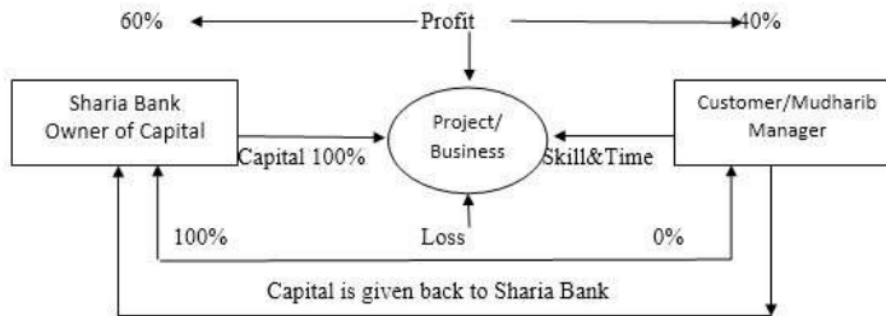 60%
Profit
40%
Sharia Bank
Owner of Capital
Project/
Business
Customer/Mudharib
Manager
Capital 100%
Skill&Time
100%
Loss
0%
Capital is given back to Sharia Bank